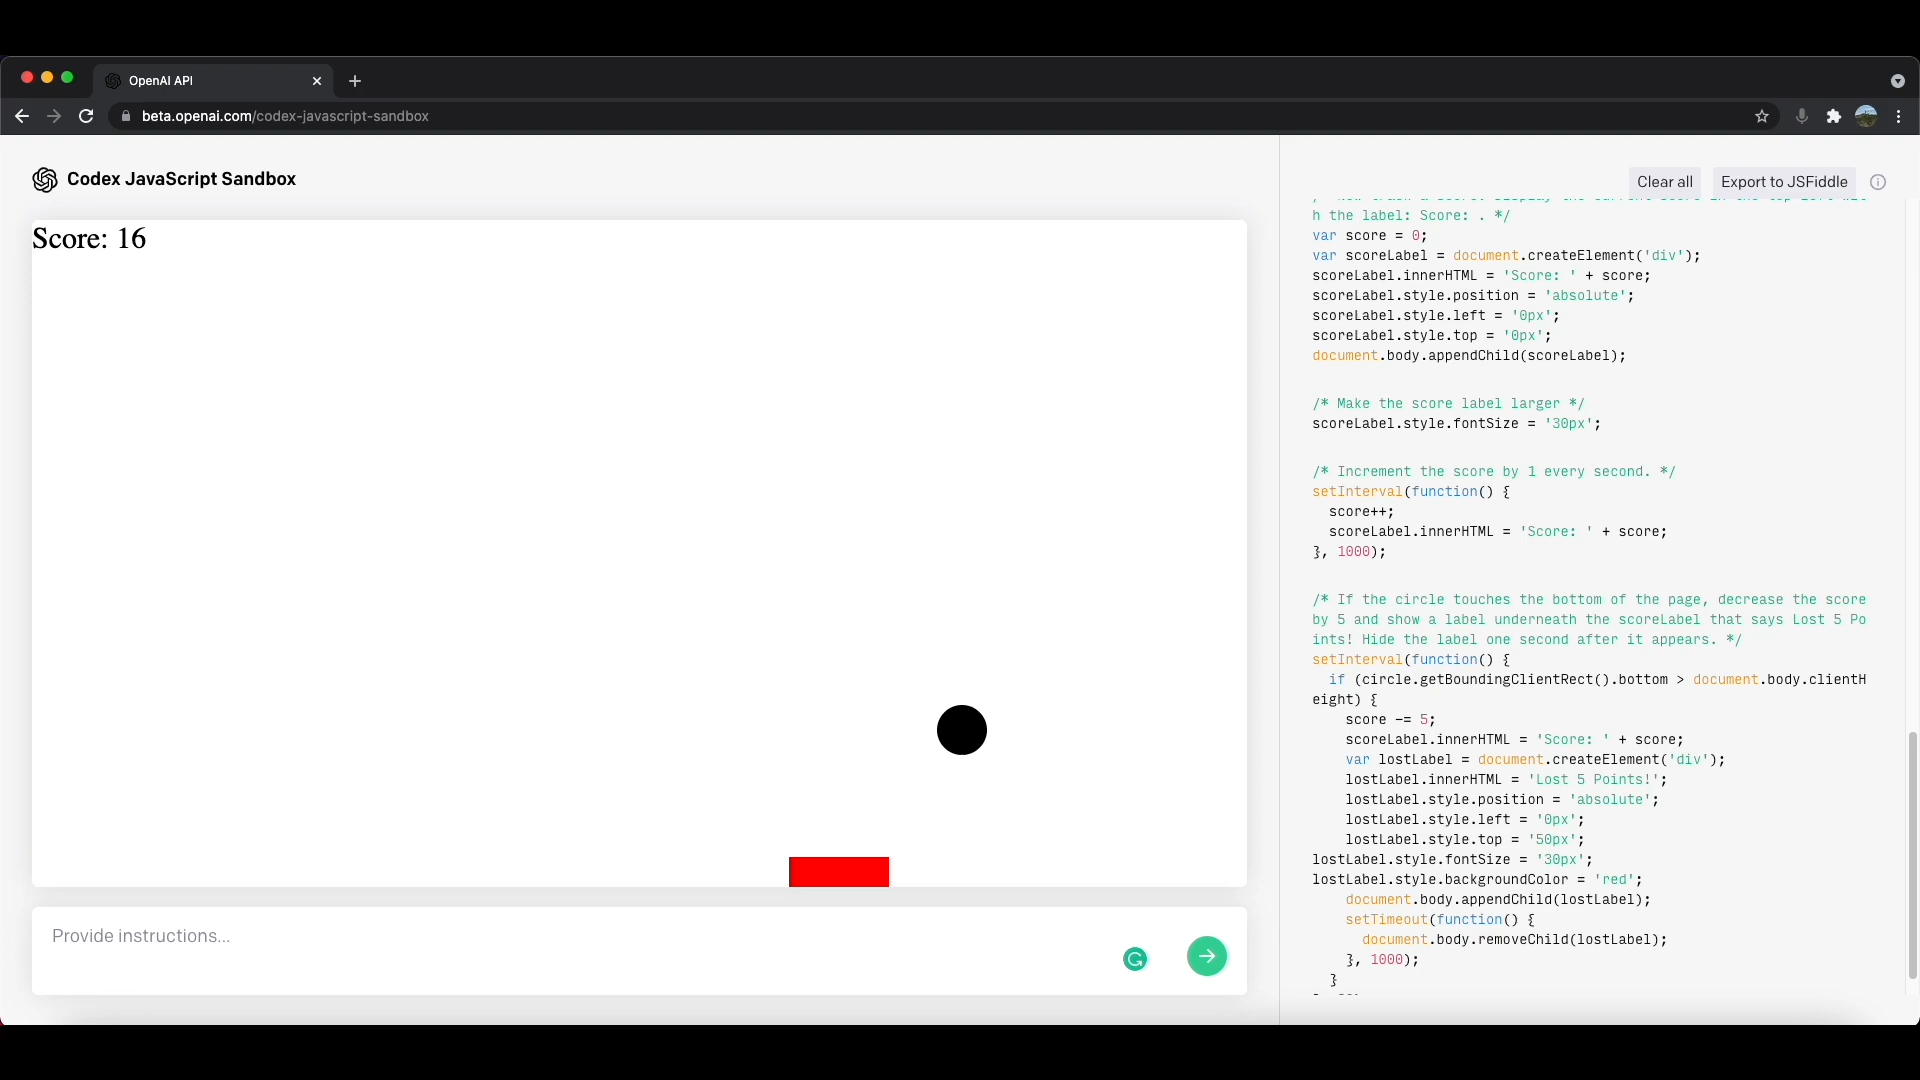 OpenAI API
beta.openai.com/codex-javascript-sandbox
Codex JavaScript Sandbox
Clear all
Export to JSFiddle
Score: 16
Provide instructions...
h the label: Score: . */
var score = 0;
var scoreLabel = document.createElement('div');
scoreLabel.innerHTML = 'Score: ' + score;
scoreLabel.style.position = 'absolute';
scoreLabel.style.left = '0px';
scoreLabel.style.top = '0px';
document.body.appendChild(scoreLabel);
/* Make the score label larger */
scoreLabel.style.fontSize = '30px';
/* Increment the score by 1 every second. */
setInterval(function() {
score++;
scoreLabel.innerHTML = 'Score: ' + score;
}, 1000);
/* If the circle touches the bottom of the page, decrease the score
by 5 and show a label underneath the scoreLabel that says Lost 5 Po
ints! Hide the label one second after it appears. */
setInterval(function() {
if (circle.getBoundingClientRect().bottom > document.body.clientH
eight) {
score -= 5;
scoreLabel.innerHTML = 'Score: ' + score;
var lostLabel = document.createElement('div');
lostLabel.innerHTML = 'Lost 5 Points!';
lostLabel.style.position = 'absolute';
lostLabel.style.left = '0px';
lostLabel.style.top = '50px';
lostLabel.style.fontSize = '30px';
lostLabel.style.backgroundColor = 'red';
document.body.appendChild(lostLabel);
setTimeout(function() {
document.body.removeChild(lostLabel);
}, 1000);
}